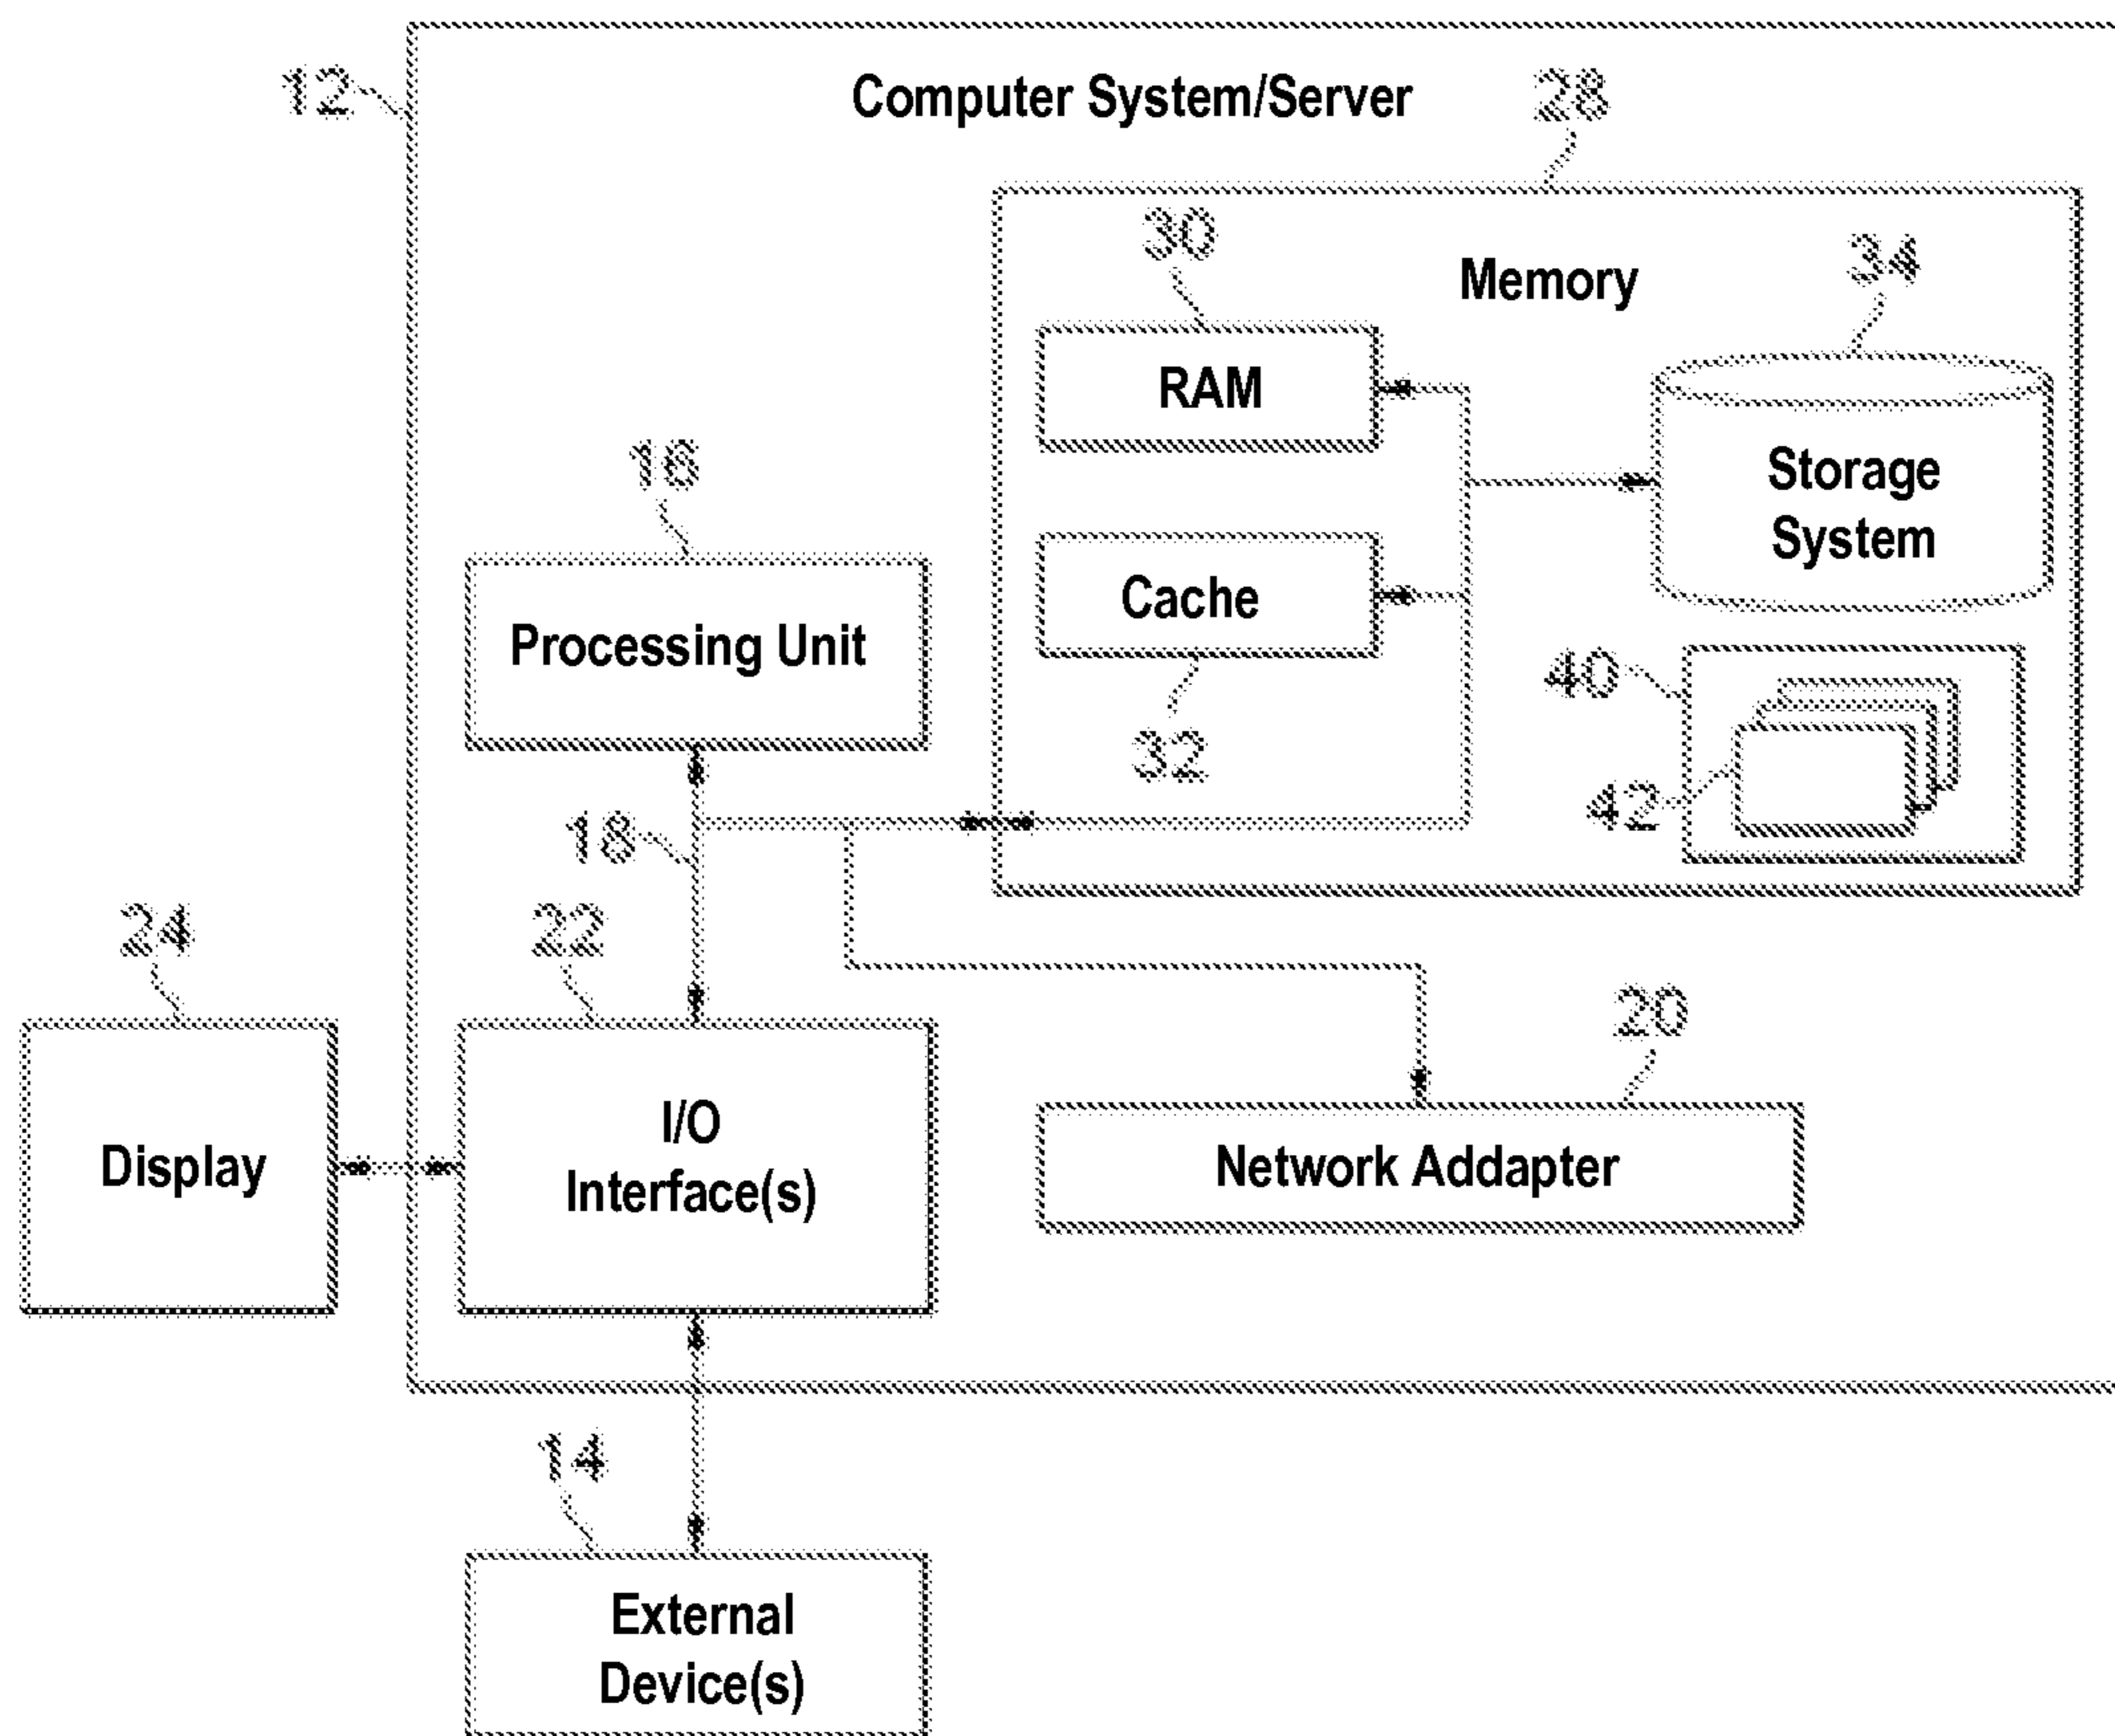 12
Computer System/Server
28
30
Memory
34
RAM
16
Storage
System
Processing Unit
Cache
40
32
42
18
24
22
20
Display
I/O
Interface(s)
Network Addapter
14
External
Device(s)